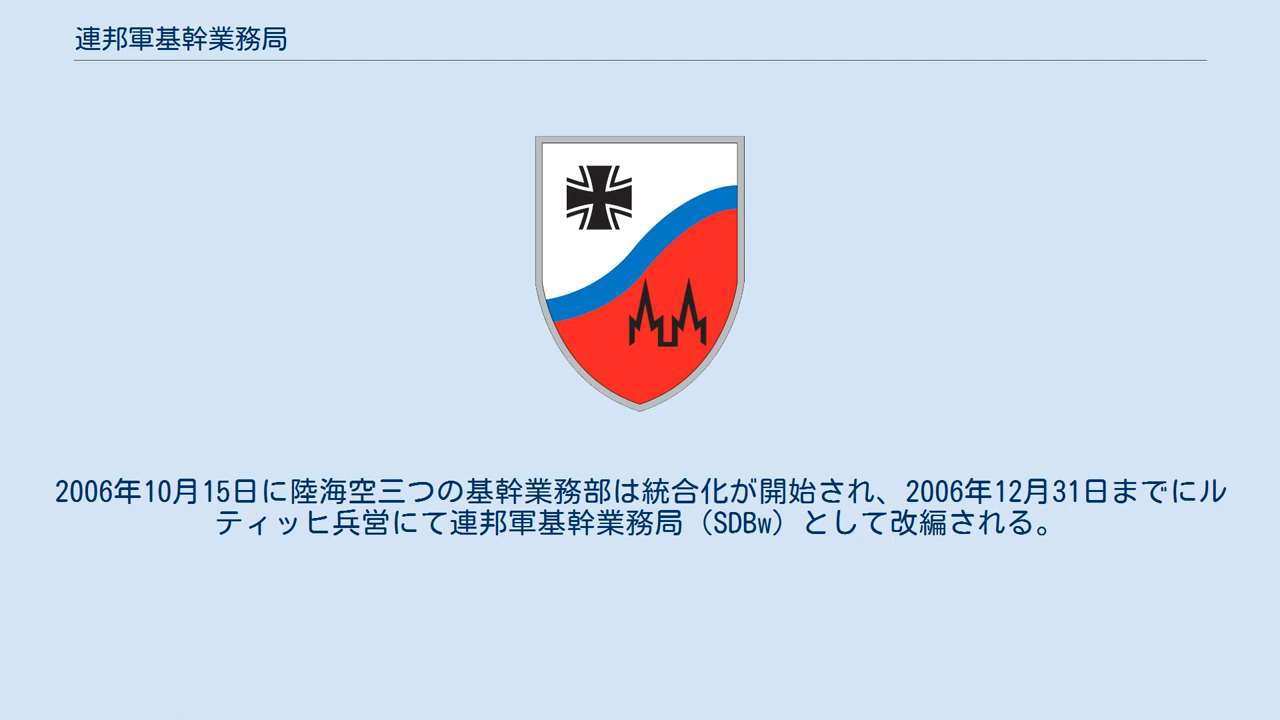 連邦軍基幹業務局
2006年10月15日に陸海空三つの基幹業務部は統合化が開始され、2006年12月31日までにル
ティッヒ兵営にて連邦軍基幹業務局（SDBw）として改編される。